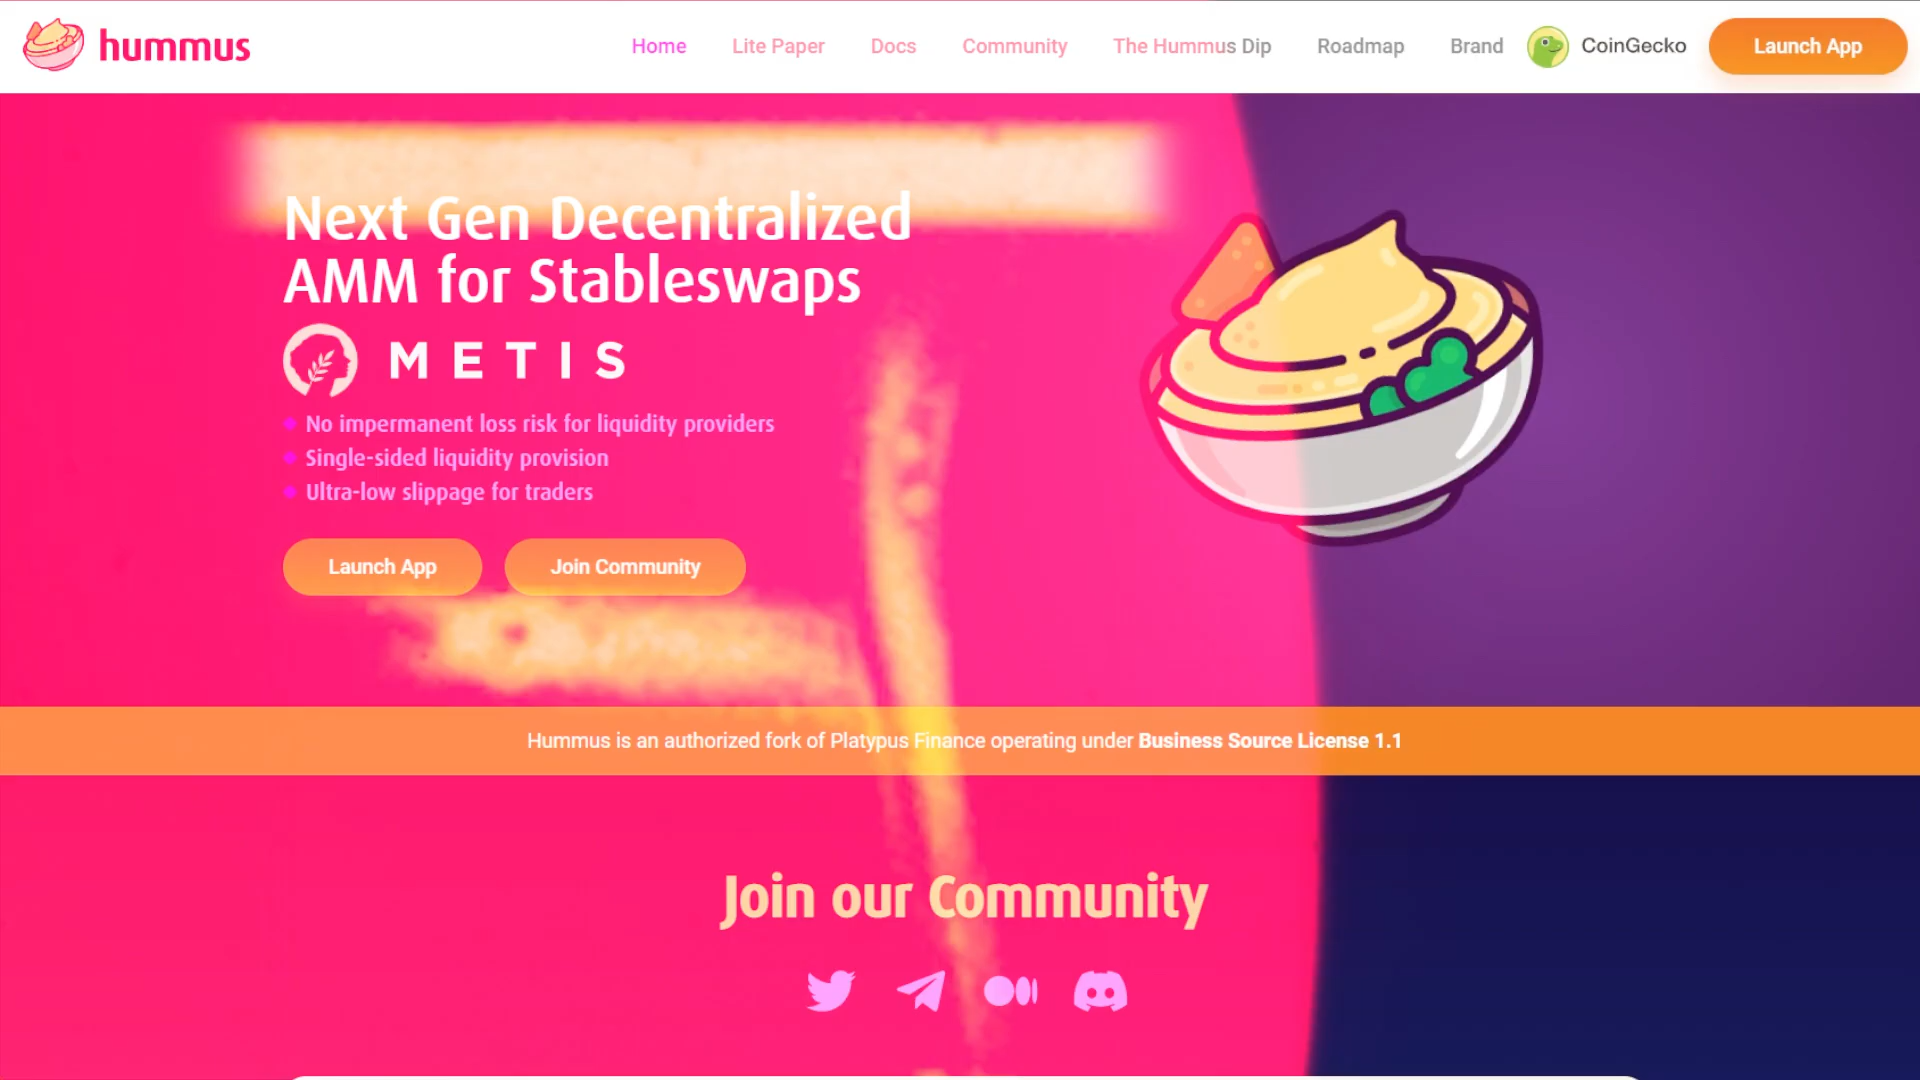 hummus
Home
Lite Paper
Docs
Community
The Hummus Dip
Roadmap
Brand
CoinGecko
Launch App
Next Gen Decentralized
AMM for Stableswaps
METIS
No impermanent loss risk for liquidity providers
Single-sided liquidity provision
Ultra-low slippage for traders
Launch App
Join Community
Hummus is an authorized fork of Platypus Finance operating under Business Source License 1.1
Join our Community